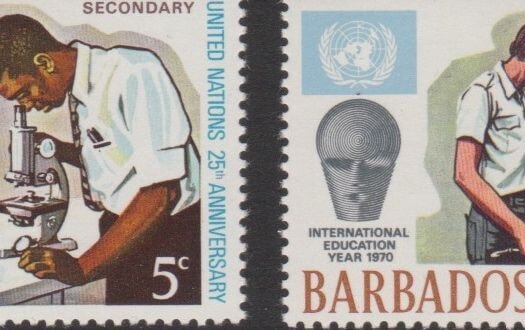 SECONDARY
UNITED NATIONS 25th ANNIVERSARY
5c
INTERNATIONAL
EDUCATION
YEAR 1970
BARBADOS